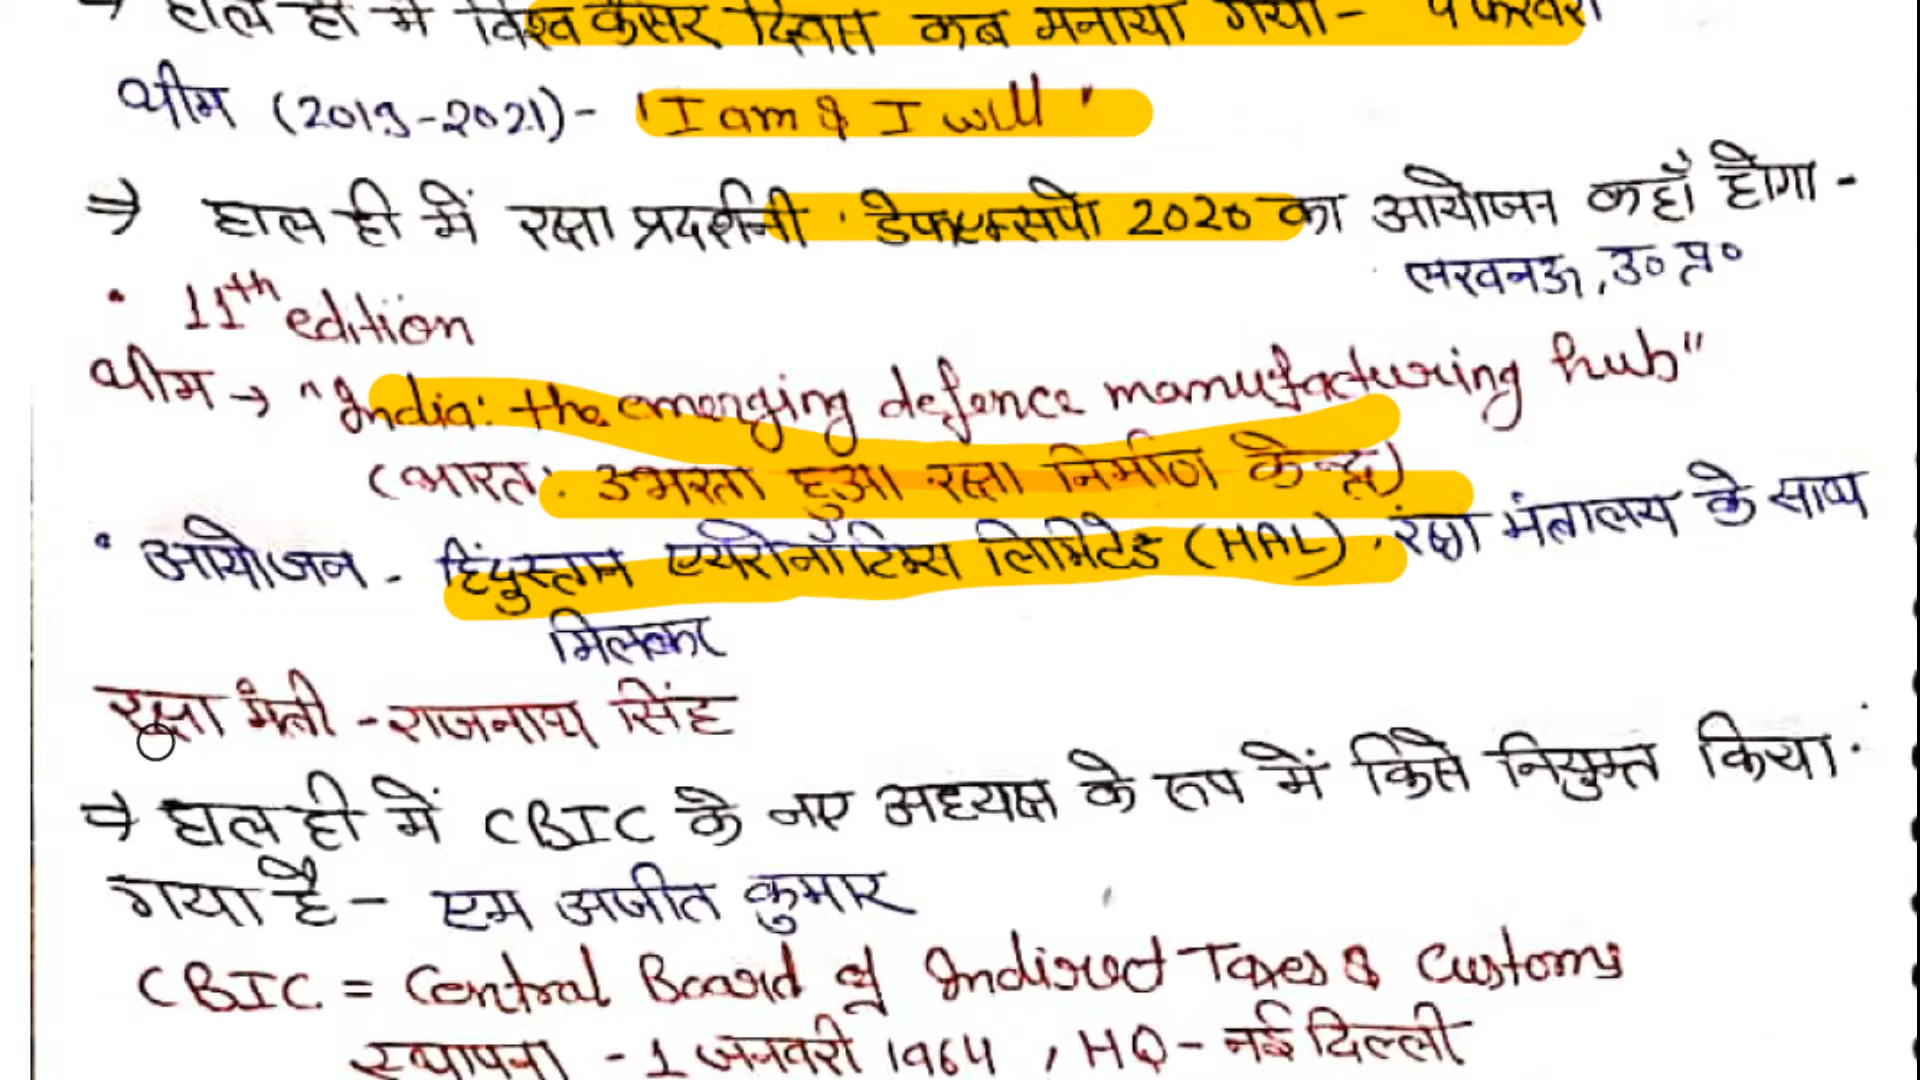 → हाल ही में विश्व कैंसर दिवस कब मनाया गया - 4 फरवरी
थीम (2019-2021)- 'I am & I will'
⇒ हाल ही में रक्षा प्रदर्शनी डेफएक्सपो 2020 का आयोजन कहाँ होगा -
लखनऊ, उ० प्र०
• 11th edition
थीम → "India: the emerging defence manufacturing hub"
(भारत: उभरता हुआ रक्षा निर्माण केन्द्र)
• आयोजन - हिंदुस्तान एयरोनॉटिक्स लिमिटेड (HAL), रक्षा मंत्रालय के साथ
मिलकर
रक्षा मंत्री - राजनाथ सिंह
⇒ हाल ही में CBIC के नए अध्यक्ष के रूप में किसे नियुक्त किया
गया है - एम अजीत कुमार
CBIC = Central Board of Indirect Taxes & Customs
स्थापना - 1 जनवरी 1964, HQ - नई दिल्ली